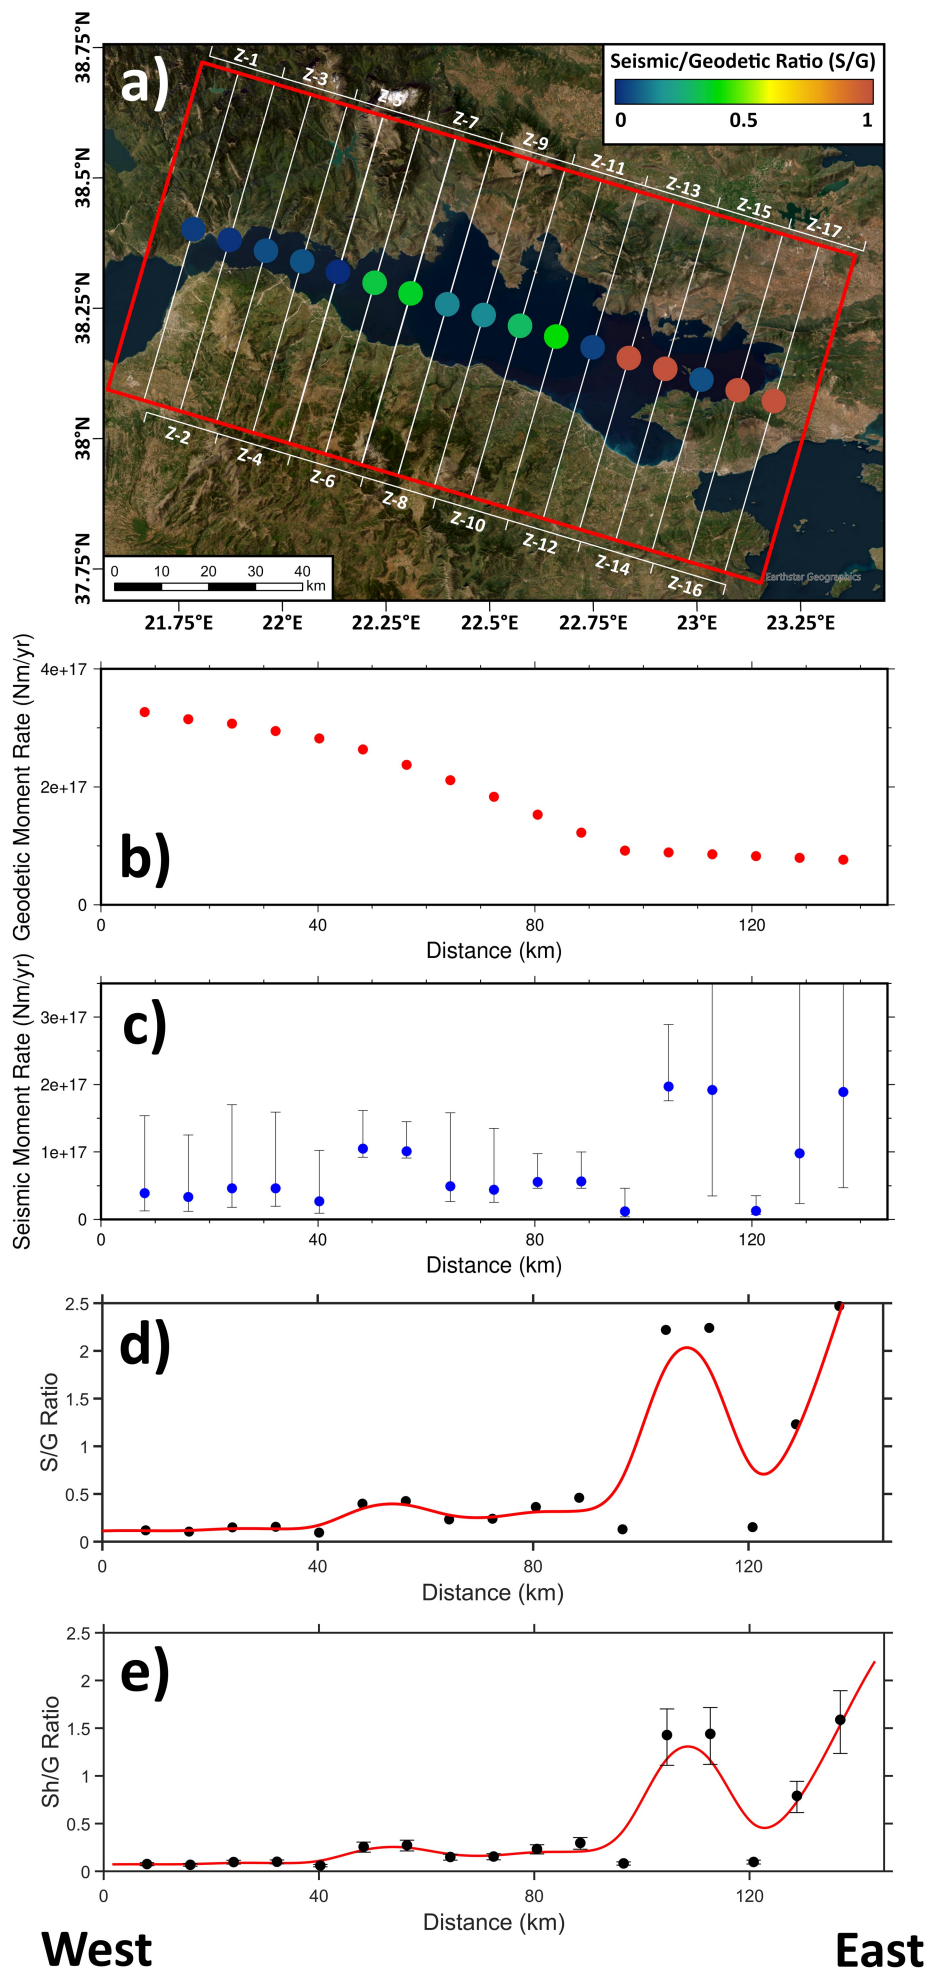 a)
Seismic/Geodetic Ratio (S/G)
0 0.5 1
Z-1
Z-3
Z-5
Z-7
Z-9
Z-11
Z-13
Z-15
Z-17
Z-2
Z-4
Z-6
Z-8
Z-10
Z-12
Z-14
Z-16
38.75°N
38.5°N
38.25°N
38°N
37.75°N
0 10 20 30 40
km
Earthstar Geographics
21.75°E 22°E 22.25°E 22.5°E 22.75°E 23°E 23.25°E
Geodetic Moment Rate (Nm/yr)
4e+17
2e+17
0
b)
0 40 80 120
Distance (km)
Seismic Moment Rate (Nm/yr)
c)
3e+17
2e+17
1e+17
0
0 40 80 120
Distance (km)
S/G Ratio
d)
2.5
2
1.5
1
0.5
0
0 40 80 120
Distance (km)
Sh/G Ratio
e)
2.5
2
1.5
1
0.5
0
0 40 80 120
Distance (km)
West East